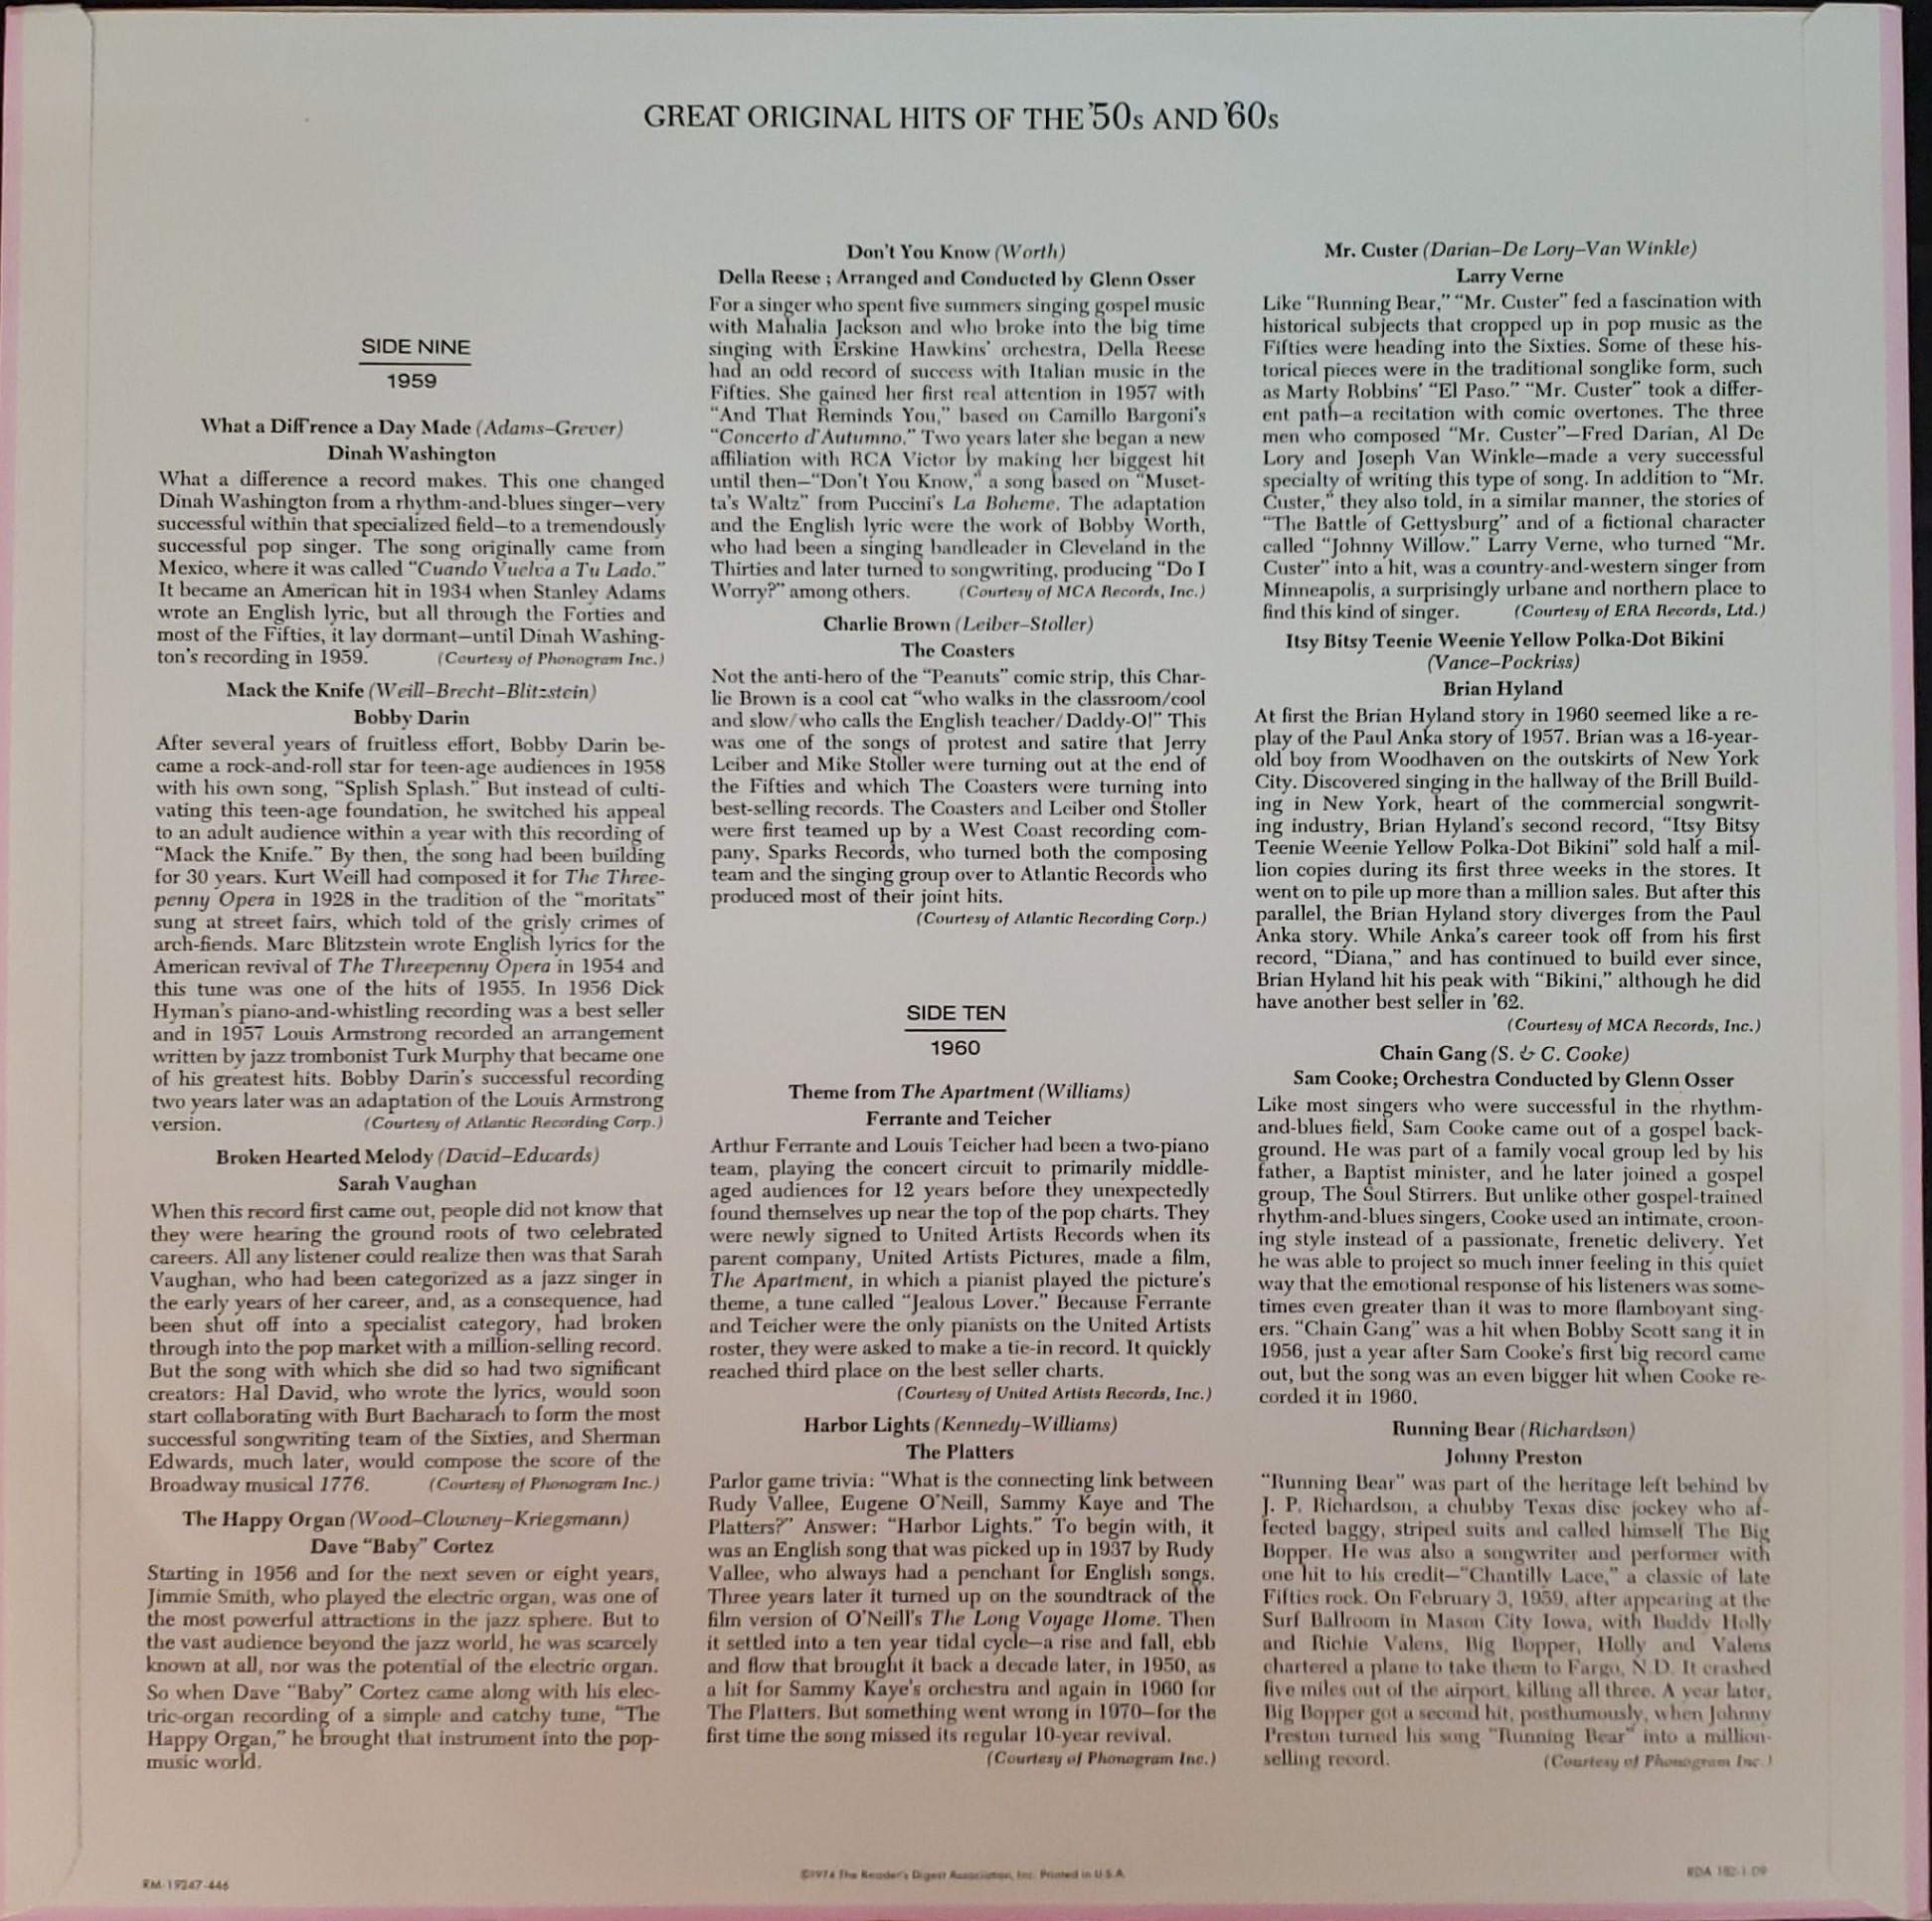 GREAT ORIGINAL HITS OF THE '50s AND '60s
SIDE NINE
1959
What a Diff'rence a Day Made (Adams–Grever)
Dinah Washington
What a difference a record makes. This one changed
Dinah Washington from a rhythm-and-blues singer—very
successful within that specialized field—to a tremendously
successful pop singer. The song originally came from
Mexico, where it was called "Cuando Vuelva a Tu Lado."
It became an American hit in 1934 when Stanley Adams
wrote an English lyric, but all through the Forties and
most of the Fifties, it lay dormant—until Dinah Washing-
ton's recording in 1959. (Courtesy of Phonogram Inc.)
Mack the Knife (Weill–Brecht–Blitzstein)
Bobby Darin
After several years of fruitless effort, Bobby Darin be-
came a rock-and-roll star for teen-age audiences in 1958
with his own song, "Splish Splash." But instead of culti-
vating this teen-age foundation, he switched his appeal
to an adult audience within a year with this recording of
"Mack the Knife." By then, the song had been building
for 30 years. Kurt Weill had composed it for The Three-
penny Opera in 1928 in the tradition of the "moritats"
sung at street fairs, which told of the grisly crimes of
arch-fiends. Marc Blitzstein wrote English lyrics for the
American revival of The Threepenny Opera in 1954 and
this tune was one of the hits of 1955. In 1956 Dick
Hyman's piano-and-whistling recording was a best seller
and in 1957 Louis Armstrong recorded an arrangement
written by jazz trombonist Turk Murphy that became one
of his greatest hits. Bobby Darin's successful recording
two years later was an adaptation of the Louis Armstrong
version. (Courtesy of Atlantic Recording Corp.)
Broken Hearted Melody (David–Edwards)
Sarah Vaughan
When this record first came out, people did not know that
they were hearing the ground roots of two celebrated
careers. All any listener could realize then was that Sarah
Vaughan, who had been categorized as a jazz singer in
the early years of her career, and, as a consequence, had
been shut off into a specialist category, had broken
through into the pop market with a million-selling record.
But the song with which she did so had two significant
creators: Hal David, who wrote the lyrics, would soon
start collaborating with Burt Bacharach to form the most
successful songwriting team of the Sixties, and Sherman
Edwards, much later, would compose the score of the
Broadway musical 1776. (Courtesy of Phonogram Inc.)
The Happy Organ (Wood–Clowney–Kriegsmann)
Dave "Baby" Cortez
Starting in 1956 and for the next seven or eight years,
Jimmie Smith, who played the electric organ, was one of
the most powerful attractions in the jazz sphere. But to
the vast audience beyond the jazz world, he was scarcely
known at all, nor was the potential of the electric organ.
So when Dave "Baby" Cortez came along with his elec-
tric-organ recording of a simple and catchy tune, "The
Happy Organ," he brought that instrument into the pop-
music world.
Don't You Know (Worth)
Della Reese ; Arranged and Conducted by Glenn Osser
For a singer who spent five summers singing gospel music
with Mahalia Jackson and who broke into the big time
singing with Erskine Hawkins' orchestra, Della Reese
had an odd record of success with Italian music in the
Fifties. She gained her first real attention in 1957 with
"And That Reminds You," based on Camillo Bargoni's
"Concerto d'Autumno." Two years later she began a new
affiliation with RCA Victor by making her biggest hit
until then—"Don't You Know," a song based on "Muset-
ta's Waltz" from Puccini's La Boheme. The adaptation
and the English lyric were the work of Bobby Worth,
who had been a singing bandleader in Cleveland in the
Thirties and later turned to songwriting, producing "Do I
Worry?" among others. (Courtesy of MCA Records, Inc.)
Charlie Brown (Leiber–Stoller)
The Coasters
Not the anti-hero of the "Peanuts" comic strip, this Char-
lie Brown is a cool cat "who walks in the classroom/cool
and slow/who calls the English teacher/Daddy-O!" This
was one of the songs of protest and satire that Jerry
Leiber and Mike Stoller were turning out at the end of
the Fifties and which The Coasters were turning into
best-selling records. The Coasters and Leiber ond Stoller
were first teamed up by a West Coast recording com-
pany, Sparks Records, who turned both the composing
team and the singing group over to Atlantic Records who
produced most of their joint hits.
(Courtesy of Atlantic Recording Corp.)
SIDE TEN
1960
Theme from The Apartment (Williams)
Ferrante and Teicher
Arthur Ferrante and Louis Teicher had been a two-piano
team, playing the concert circuit to primarily middle-
aged audiences for 12 years before they unexpectedly
found themselves up near the top of the pop charts. They
were newly signed to United Artists Records when its
parent company, United Artists Pictures, made a film,
The Apartment, in which a pianist played the picture's
theme, a tune called "Jealous Lover." Because Ferrante
and Teicher were the only pianists on the United Artists
roster, they were asked to make a tie-in record. It quickly
reached third place on the best seller charts.
(Courtesy of United Artists Records, Inc.)
Harbor Lights (Kennedy–Williams)
The Platters
Parlor game trivia: "What is the connecting link between
Rudy Vallee, Eugene O'Neill, Sammy Kaye and The
Platters?" Answer: "Harbor Lights." To begin with, it
was an English song that was picked up in 1937 by Rudy
Vallee, who always had a penchant for English songs.
Three years later it turned up on the soundtrack of the
film version of O'Neill's The Long Voyage Home. Then
it settled into a ten year tidal cycle—a rise and fall, ebb
and flow that brought it back a decade later, in 1950, as
a hit for Sammy Kaye's orchestra and again in 1960 for
The Platters. But something went wrong in 1970—for the
first time the song missed its regular 10-year revival.
(Courtesy of Phonogram Inc.)
Mr. Custer (Darian–De Lory–Van Winkle)
Larry Verne
Like "Running Bear," "Mr. Custer" fed a fascination with
historical subjects that cropped up in pop music as the
Fifties were heading into the Sixties. Some of these his-
torical pieces were in the traditional songlike form, such
as Marty Robbins' "El Paso." "Mr. Custer" took a differ-
ent path—a recitation with comic overtones. The three
men who composed "Mr. Custer"—Fred Darian, Al De
Lory and Joseph Van Winkle—made a very successful
specialty of writing this type of song. In addition to "Mr.
Custer," they also told, in a similar manner, the stories of
"The Battle of Gettysburg" and of a fictional character
called "Johnny Willow." Larry Verne, who turned "Mr.
Custer" into a hit, was a country-and-western singer from
Minneapolis, a surprisingly urbane and northern place to
find this kind of singer. (Courtesy of ERA Records, Ltd.)
Itsy Bitsy Teenie Weenie Yellow Polka-Dot Bikini
(Vance–Pockriss)
Brian Hyland
At first the Brian Hyland story in 1960 seemed like a re-
play of the Paul Anka story of 1957. Brian was a 16-year-
old boy from Woodhaven on the outskirts of New York
City. Discovered singing in the hallway of the Brill Build-
ing in New York, heart of the commercial songwrit-
ing industry, Brian Hyland's second record, "Itsy Bitsy
Teenie Weenie Yellow Polka-Dot Bikini" sold half a mil-
lion copies during its first three weeks in the stores. It
went on to pile up more than a million sales. But after this
parallel, the Brian Hyland story diverges from the Paul
Anka story. While Anka's career took off from his first
record, "Diana," and has continued to build ever since,
Brian Hyland hit his peak with "Bikini," although he did
have another best seller in '62.
(Courtesy of MCA Records, Inc.)
Chain Gang (S. & C. Cooke)
Sam Cooke; Orchestra Conducted by Glenn Osser
Like most singers who were successful in the rhythm-
and-blues field, Sam Cooke came out of a gospel back-
ground. He was part of a family vocal group led by his
father, a Baptist minister, and he later joined a gospel
group, The Soul Stirrers. But unlike other gospel-trained
rhythm-and-blues singers, Cooke used an intimate, croon-
ing style instead of a passionate, frenetic delivery. Yet
he was able to project so much inner feeling in this quiet
way that the emotional response of his listeners was some-
times even greater than it was to more flamboyant sing-
ers. "Chain Gang" was a hit when Bobby Scott sang it in
1956, just a year after Sam Cooke's first big record came
out, but the song was an even bigger hit when Cooke re-
corded it in 1960.
Running Bear (Richardson)
Johnny Preston
"Running Bear" was part of the heritage left behind by
J. P. Richardson, a chubby Texas disc jockey who af-
fected baggy, striped suits and called himself The Big
Bopper. He was also a songwriter and performer with
one hit to his credit—"Chantilly Lace," a classic of late
Fifties rock. On February 3, 1959, after appearing at the
Surf Ballroom in Mason City Iowa, with Buddy Holly
and Richie Valens, Big Bopper, Holly and Valens
chartered a plane to take them to Fargo, N.D. It crashed
five miles out of the airport, killing all three. A year later,
Big Bopper got a second hit, posthumously, when Johnny
Preston turned his song "Running Bear" into a million-
selling record. (Courtesy of Phonogram Inc.)
RM-19247-446
©1974 The Reader's Digest Association, Inc. Printed in U.S.A.
RDA 182-1-D9